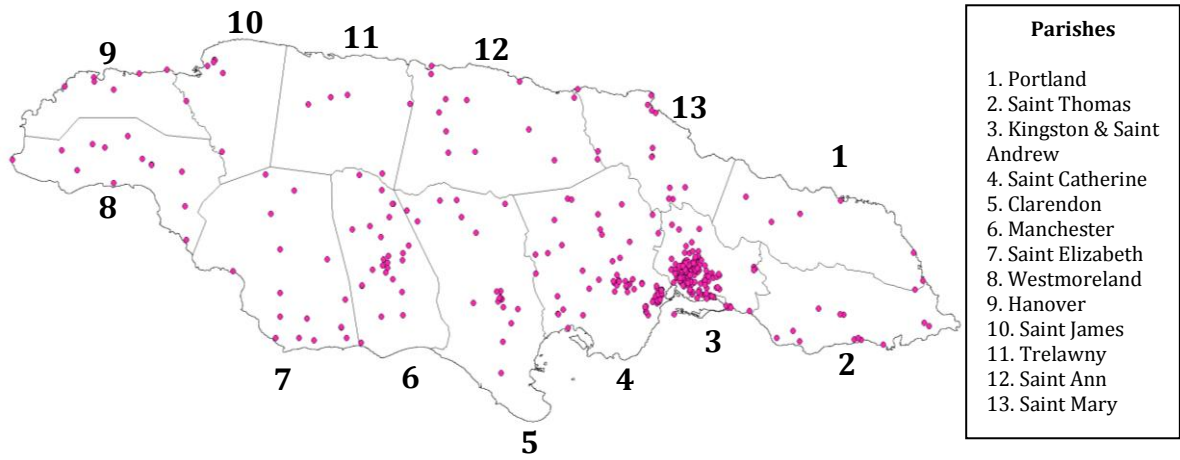 10
11
12
9
13
1
8
3
2
7
6
4
5
Parishes
1. Portland
2. Saint Thomas
3. Kingston & Saint
Andrew
4. Saint Catherine
5. Clarendon
6. Manchester
7. Saint Elizabeth
8. Westmoreland
9. Hanover
10. Saint James
11. Trelawny
12. Saint Ann
13. Saint Mary